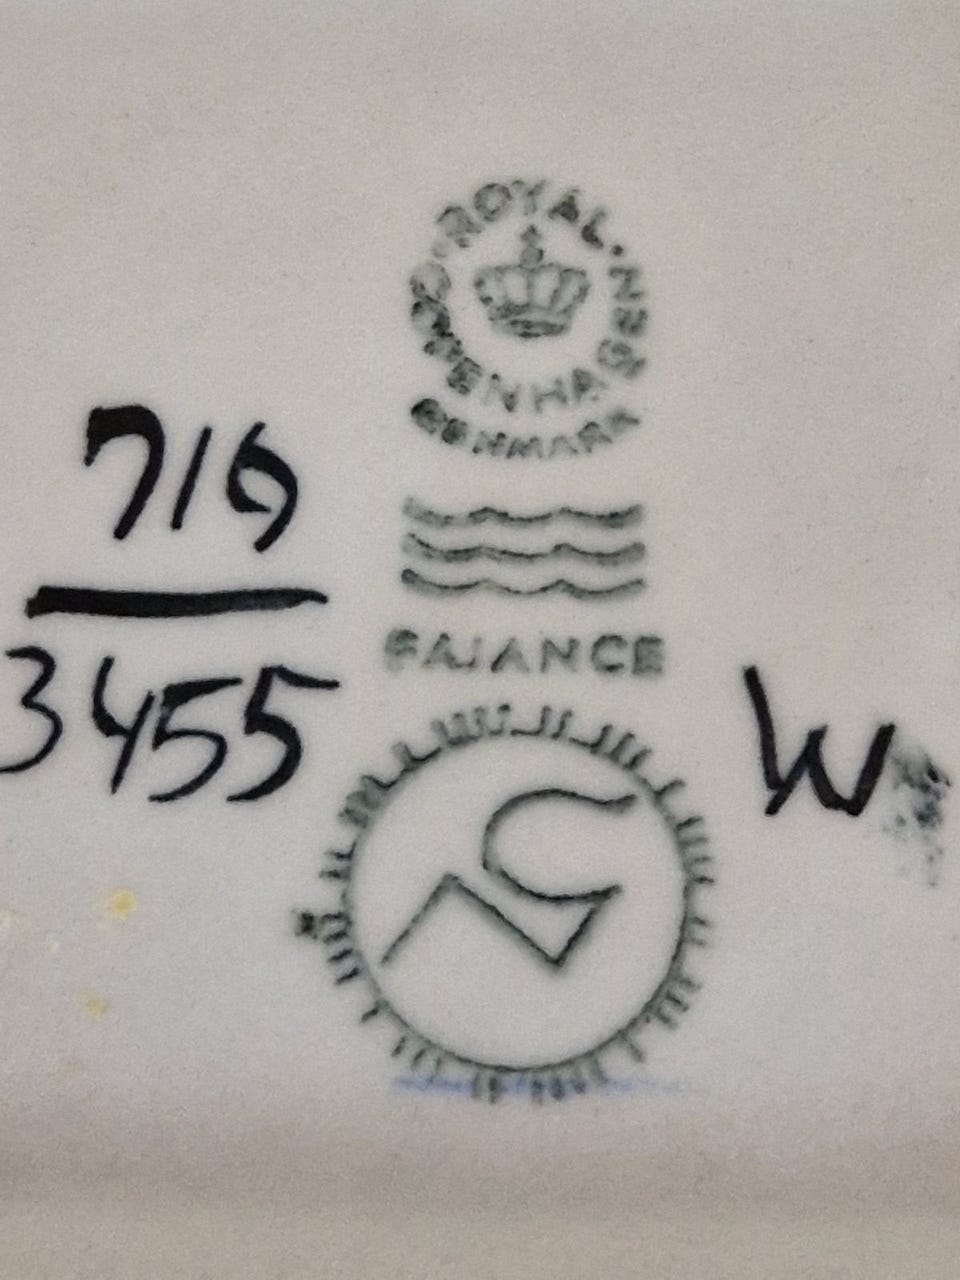 ROYAL COPENHAGEN
DENMARK
FAJANCE
719
3455
W